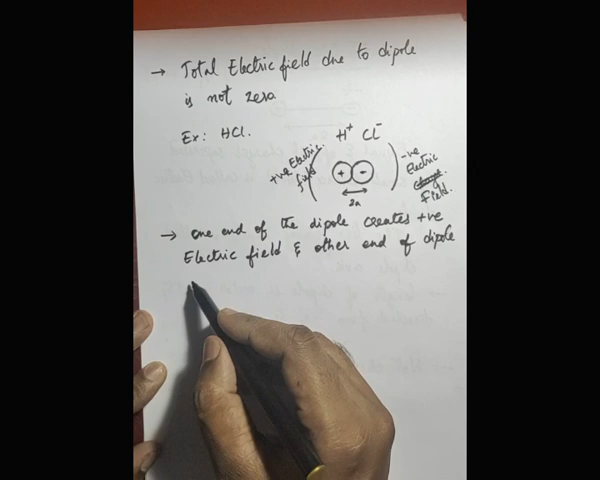 → Total Electric field due to dipole
is not zero.
Ex: HCl.
H⁺ Cl⁻
+ve Electric
field
-ve
Electric
Field.
+ -
2a
→ one end of the dipole creates +ve
Electric field & other end of dipole